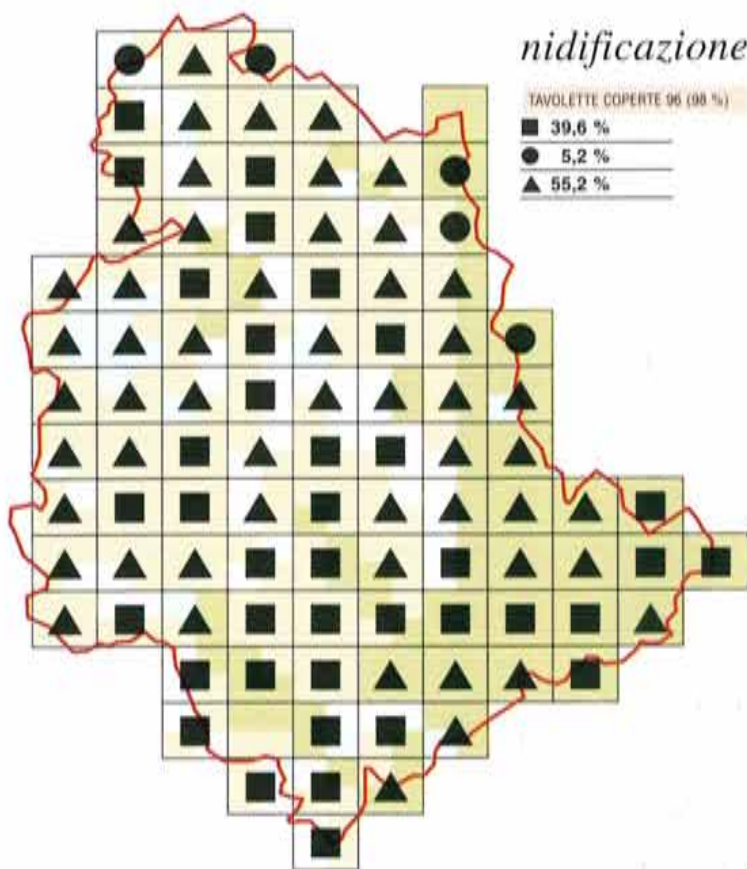 nidificazione
TAVOLETTE COPERTE 96 (98 %)
■ 39,6 %
● 5,2 %
▲ 55,2 %